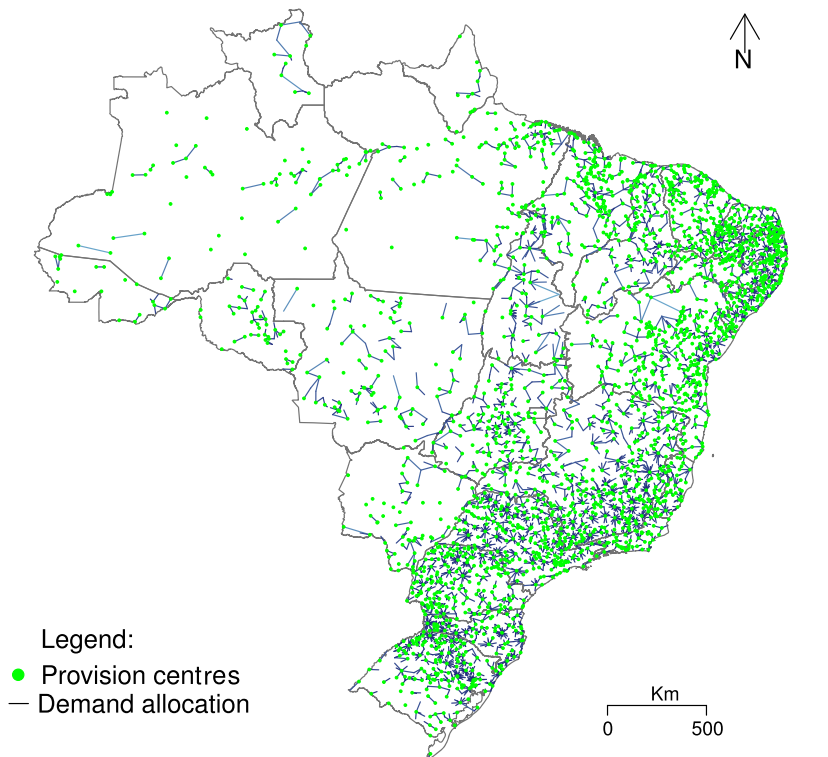 N
Legend:
Provision centres
Demand allocation
Km
0 500